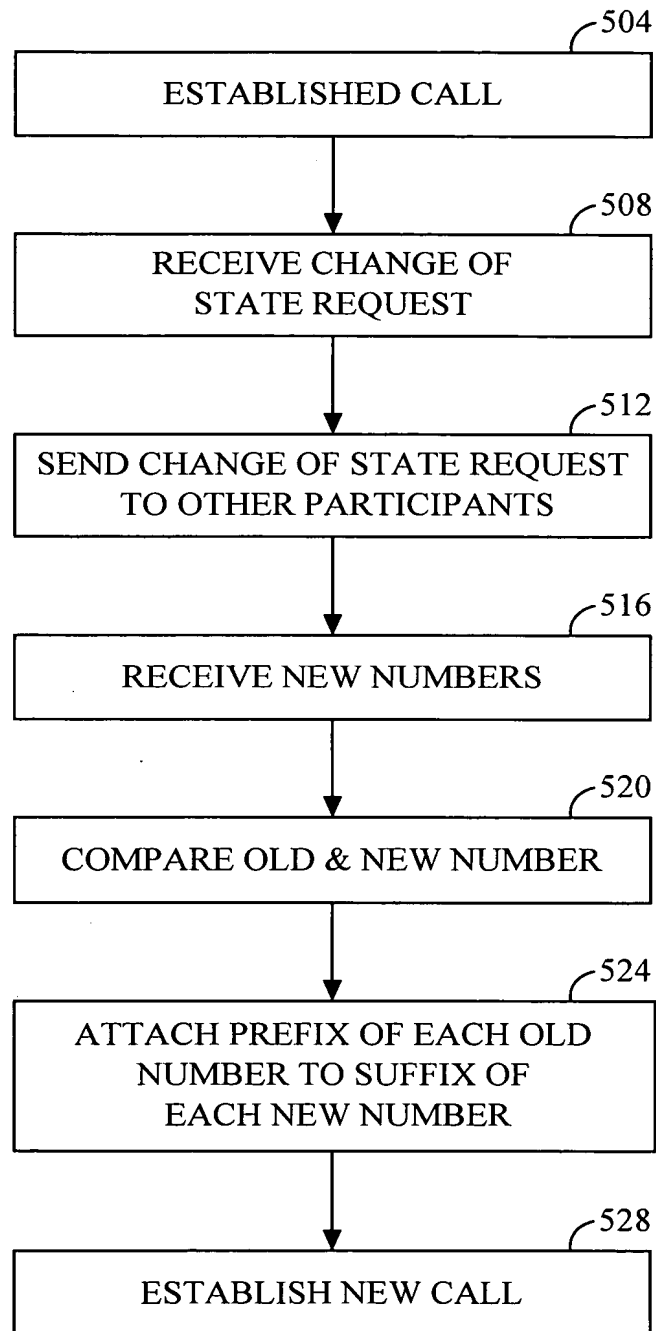 504
ESTABLISHED CALL
508
RECEIVE CHANGE OF
STATE REQUEST
512
SEND CHANGE OF STATE REQUEST
TO OTHER PARTICIPANTS
516
RECEIVE NEW NUMBERS
520
COMPARE OLD & NEW NUMBER
524
ATTACH PREFIX OF EACH OLD
NUMBER TO SUFFIX OF
EACH NEW NUMBER
528
ESTABLISH NEW CALL